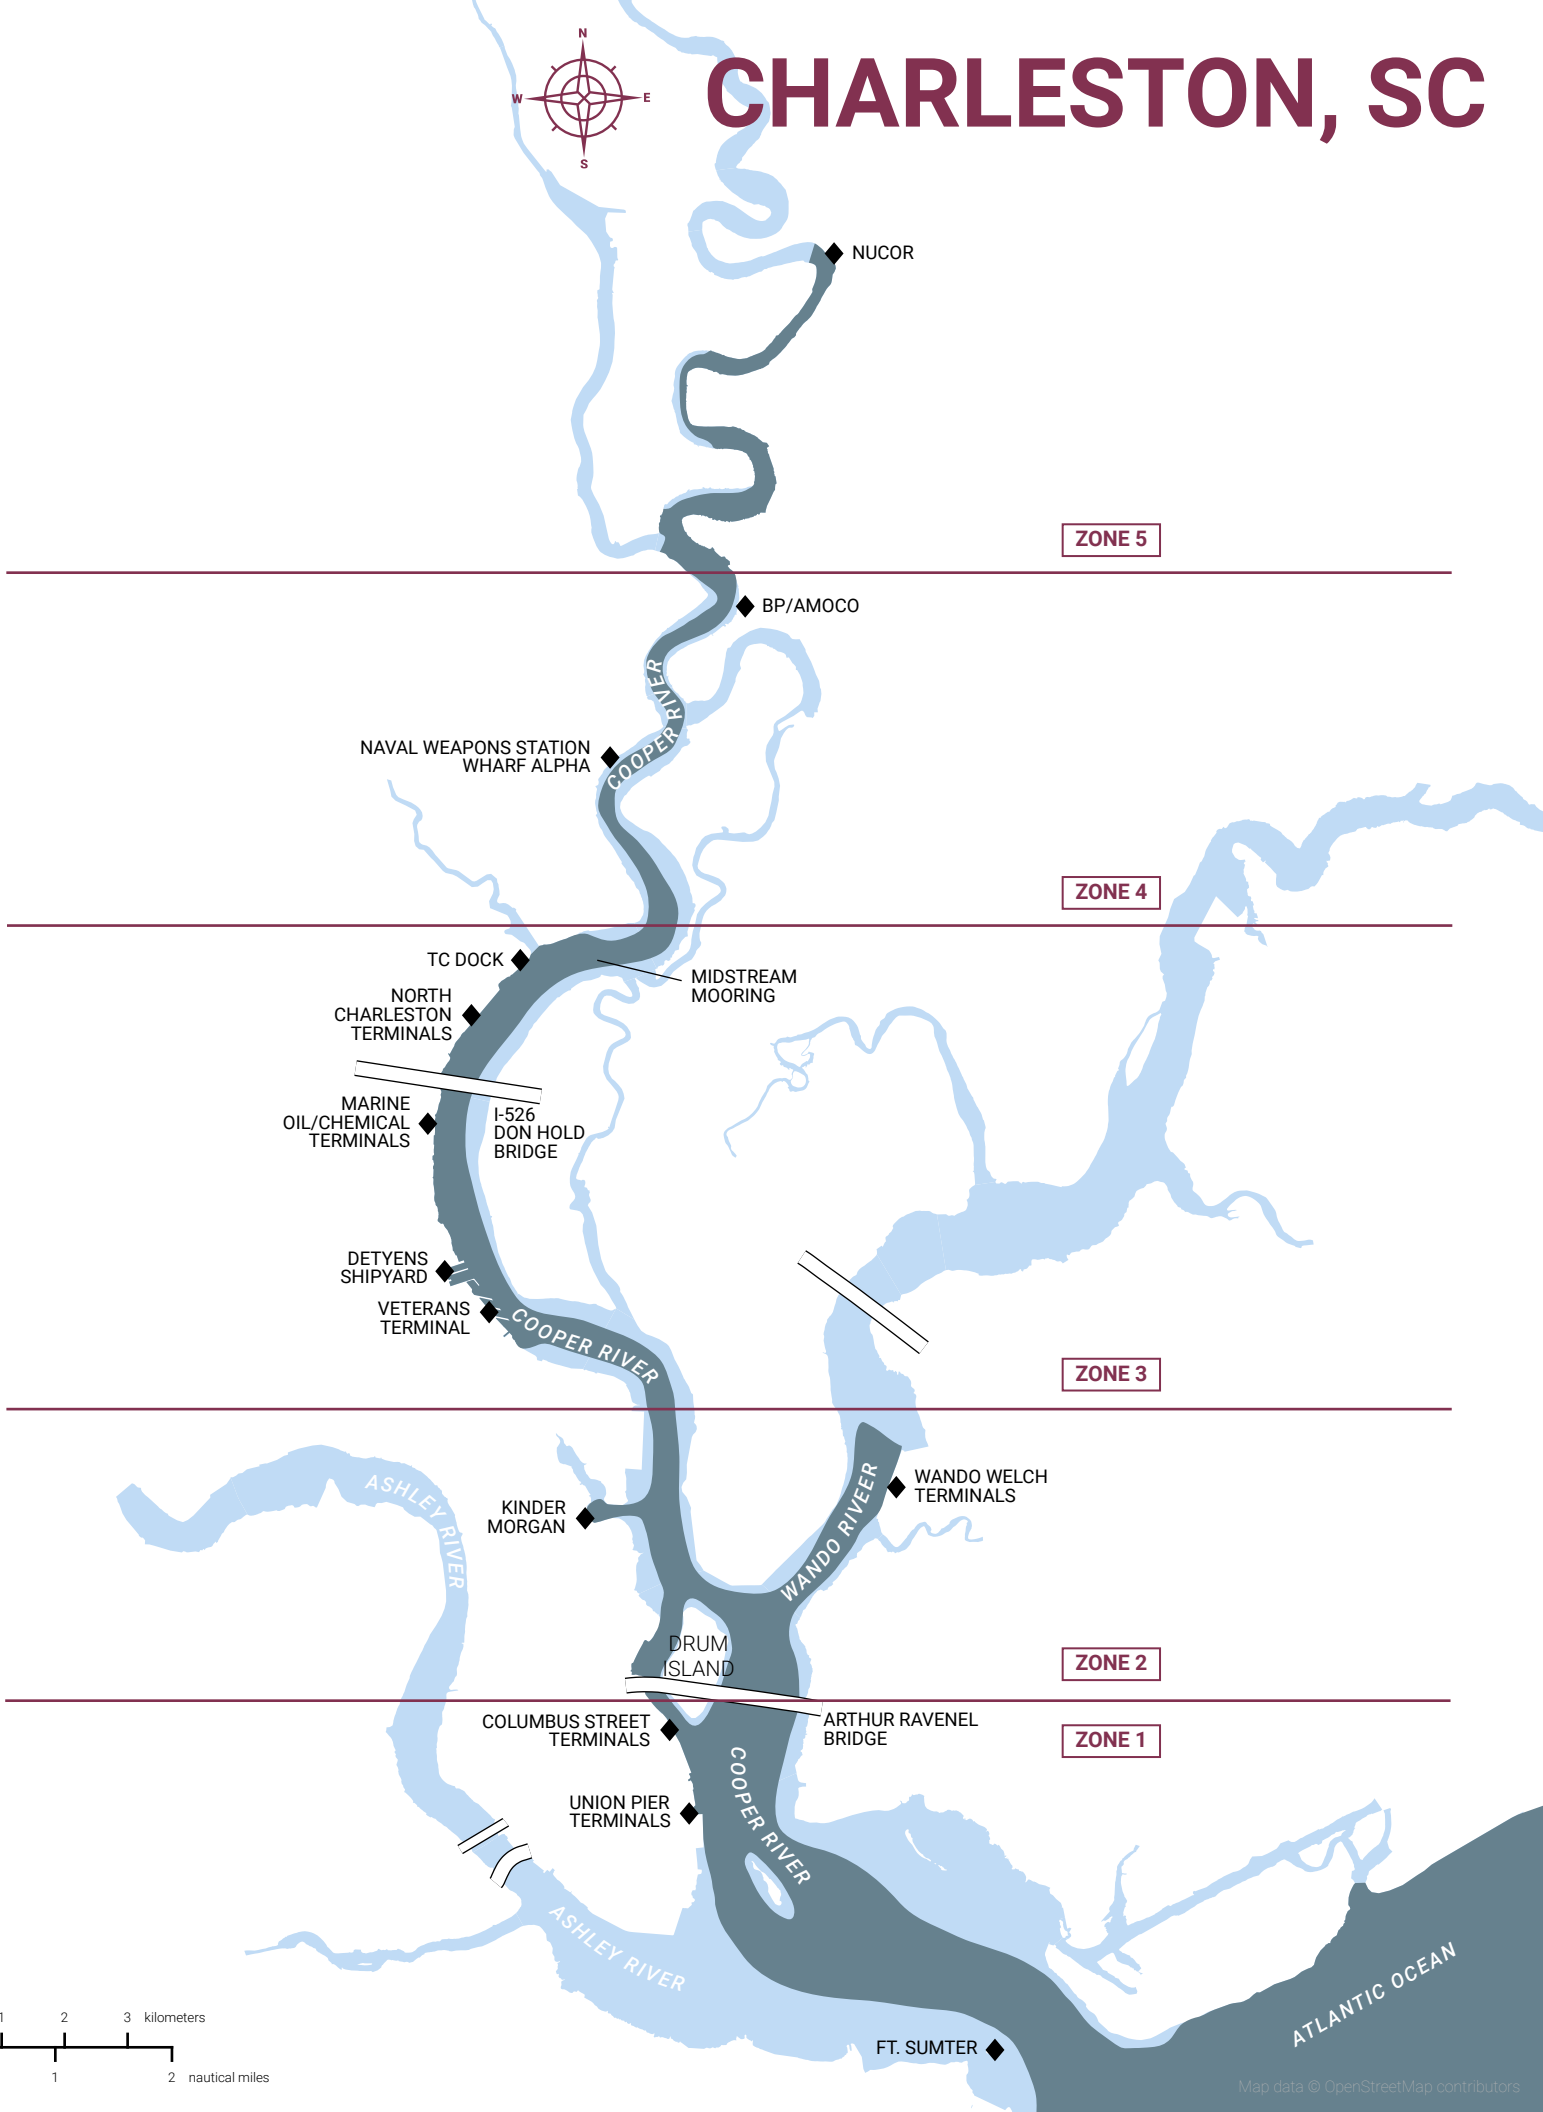 N
CHARLESTON, SC
W
E
S
NUCOR
ZONE 5
BP/AMOCO
COOPER RIVER
NAVAL WEAPONS STATION
WHARF ALPHA
ZONE 4
TC DOCK
MIDSTREAM
MOORING
NORTH
CHARLESTON
TERMINALS
MARINE
OIL/CHEMICAL
TERMINALS
I-526
DON HOLD
BRIDGE
DETYENS
SHIPYARD
VETERANS
TERMINAL
COOPER RIVER
ZONE 3
ASHLEY RIVER
WANDO WELCH
TERMINALS
KINDER
MORGAN
WANDO RIVEER
DRUM
ISLAND
ZONE 2
COLUMBUS STREET
TERMINALS
ARTHUR RAVENEL
BRIDGE
ZONE 1
COOPER RIVER
UNION PIER
TERMINALS
ASHLEY RIVER
ATLANTIC OCEAN
1 2 3 kilometers
FT. SUMTER
1 2 nautical miles
Map data © OpenStreetMap contributors